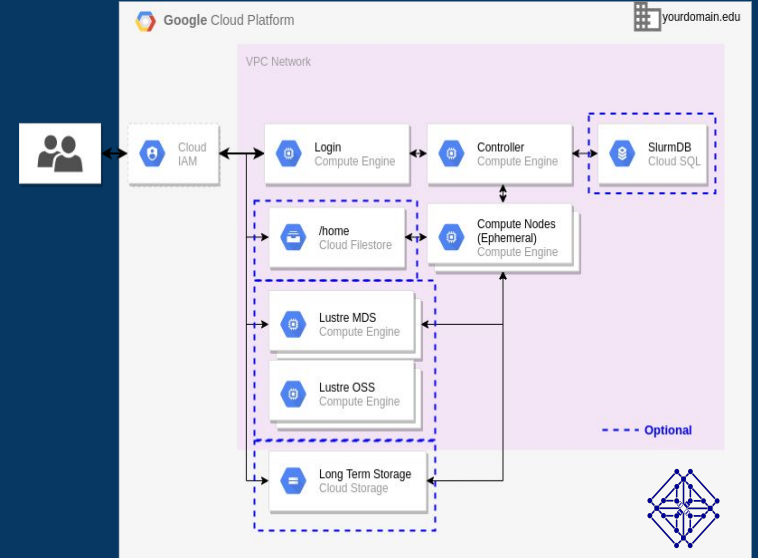 Google Cloud Platform
yourdomain.edu
VPC Network
Cloud
IAM
Login
Compute Engine
Controller
Compute Engine
SlurmDB
Cloud SQL
/home
Cloud Filestore
Compute Nodes
(Ephemeral)
Compute Engine
Lustre MDS
Compute Engine
Lustre OSS
Compute Engine
Optional
Long Term Storage
Cloud Storage